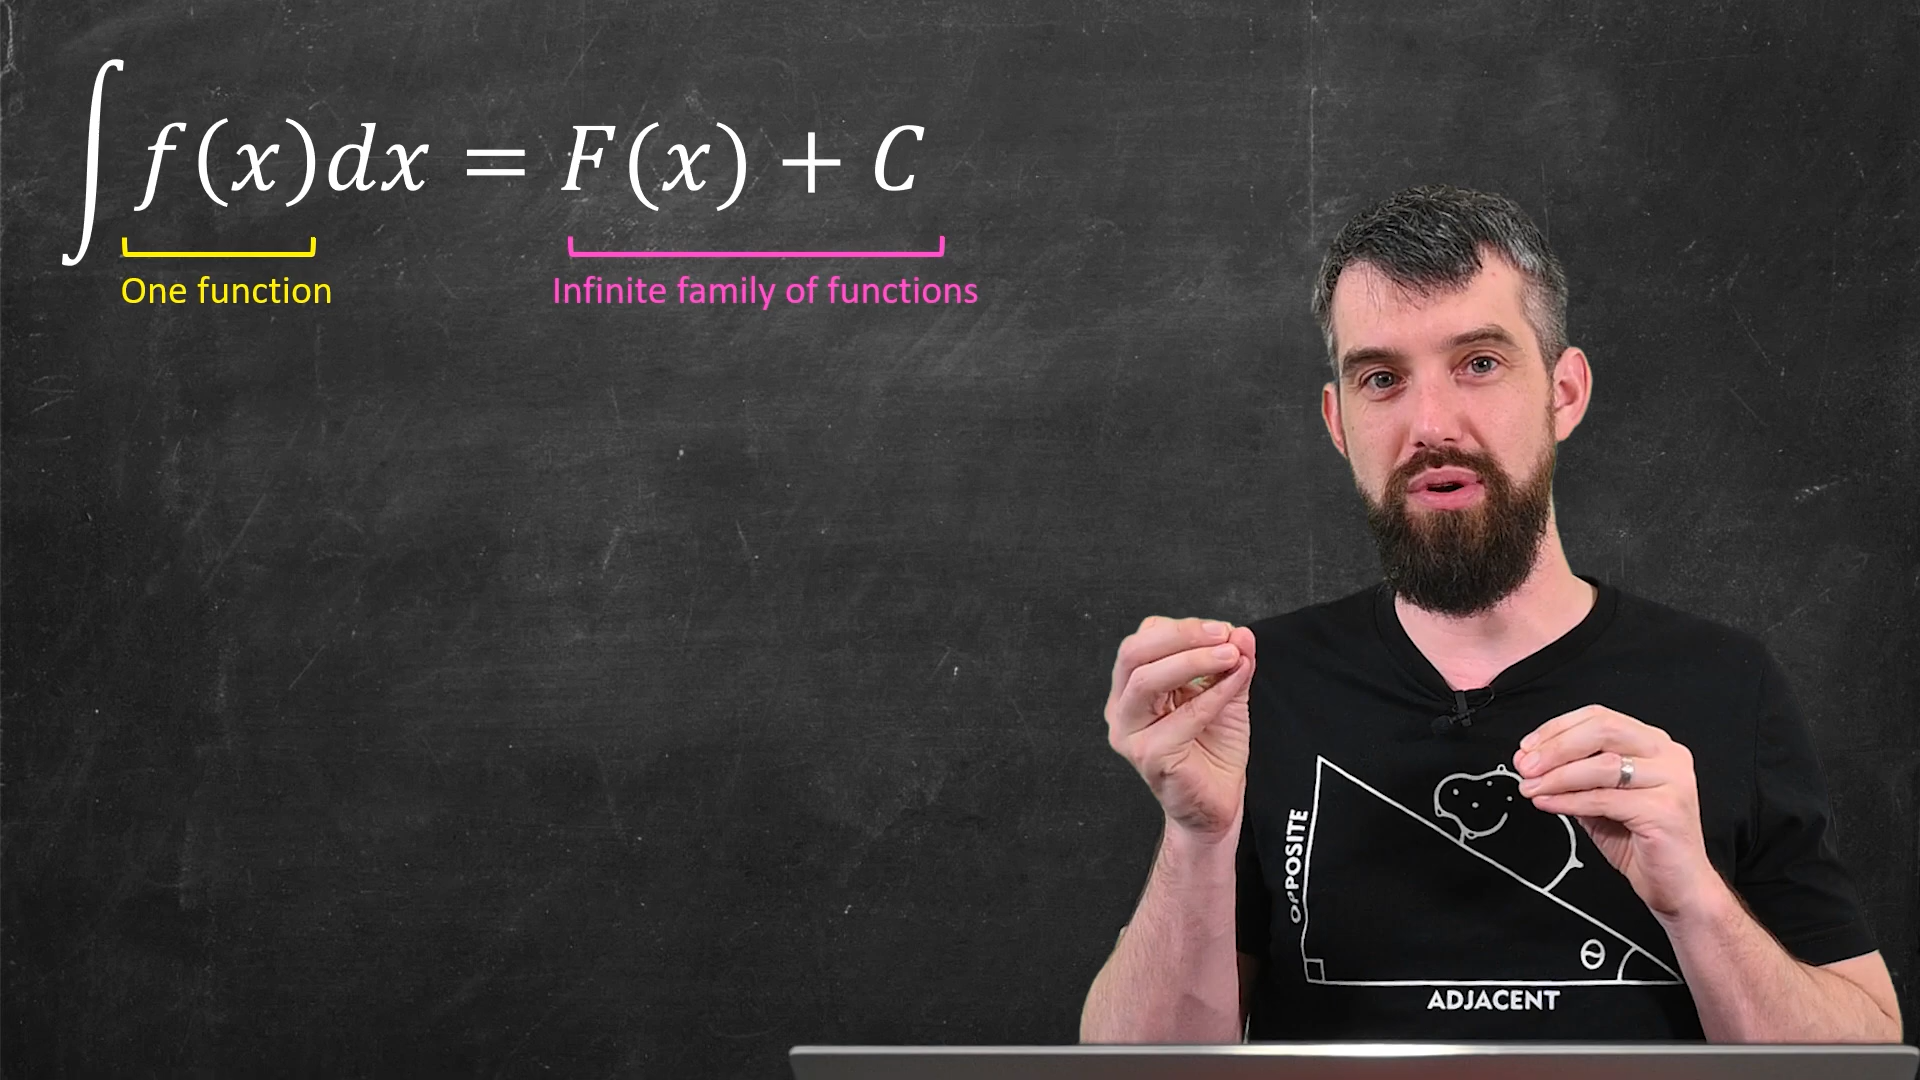 ∫f(x)dx = F(x) + C
One function
Infinite family of functions
OPPOSITE
θ
ADJACENT